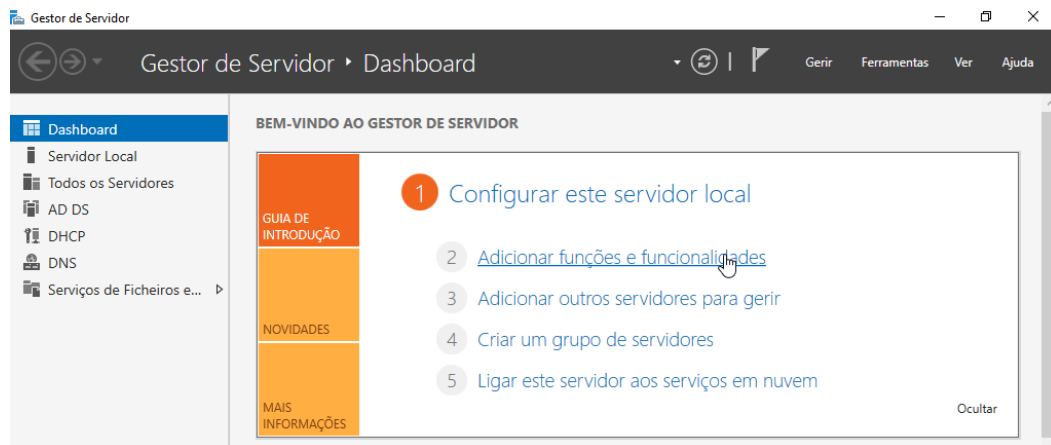 Gestor de Servidor
Gestor de Servidor • Dashboard
Gerir Ferramentas Ver Ajuda
Dashboard
Servidor Local
Todos os Servidores
AD DS
DHCP
DNS
Serviços de Ficheiros e...
BEM-VINDO AO GESTOR DE SERVIDOR
GUIA DE
INTRODUÇÃO
NOVIDADES
MAIS
INFORMAÇÕES
1 Configurar este servidor local
2 Adicionar funções e funcionalidades
3 Adicionar outros servidores para gerir
4 Criar um grupo de servidores
5 Ligar este servidor aos serviços em nuvem
Ocultar